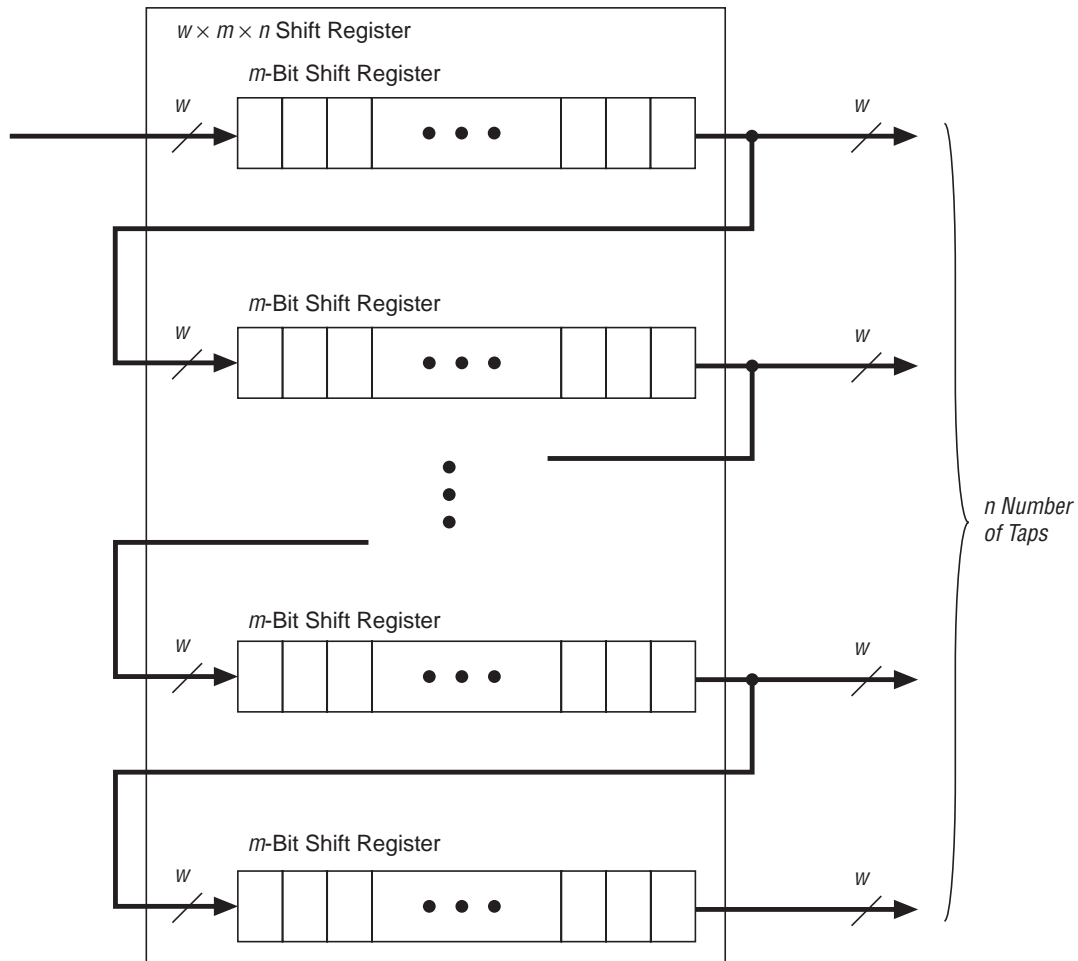 w × m × n Shift Register
m-Bit Shift Register
w
w
m-Bit Shift Register
w
w
n Number
of Taps
m-Bit Shift Register
w
w
m-Bit Shift Register
w
w